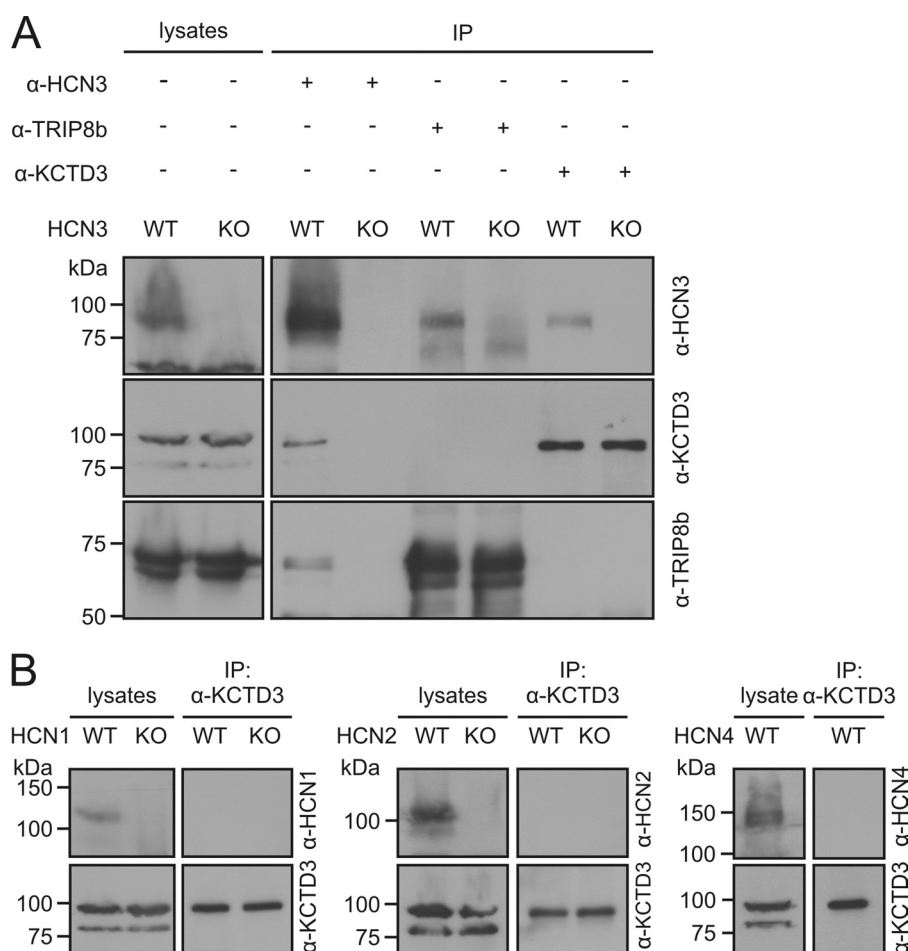 A
lysates IP
α-HCN3 - - + + - - - -
α-TRIP8b - - - - + + - -
α-KCTD3 - - - - - - + +
HCN3 WT KO WT KO WT KO WT KO
kDa
100
75
α-HCN3
100
75
α-KCTD3
75
50
α-TRIP8b
B
lysates IP: α-KCTD3
HCN1 WT KO WT KO
kDa
150
100
α-HCN1
100
75
α-KCTD3
lysates IP: α-KCTD3
HCN2 WT KO WT KO
kDa
100
α-HCN2
100
75
α-KCTD3
lysate IP: α-KCTD3
HCN4 WT WT
kDa
150
100
α-HCN4
100
75
α-KCTD3